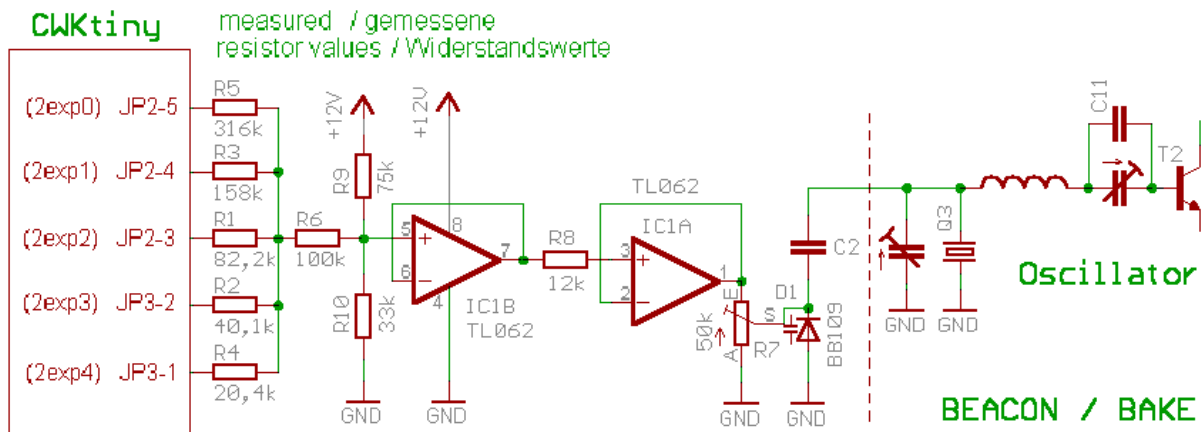 CWKtiny
measured / gemessene
resistor values / Widerstandswerte
(2exp0) JP2-5
R5
316k
(2exp1) JP2-4
R3
158k
(2exp2) JP2-3
R1
82,2k
(2exp3) JP3-2
R2
40,1k
(2exp4) JP3-1
R4
20,4k
R6
100k
+12V
R9
75k
R10
33k
GND
+12V
5
6
8
4
7
IC1B
TL062
GND
R8
12k
TL062
IC1A
3
2
1
E
50k
A
S
R7
GND
D1
BB109
GND
C2
GND
Q3
GND
C11
T2
Oscillator
BEACON / BAKE